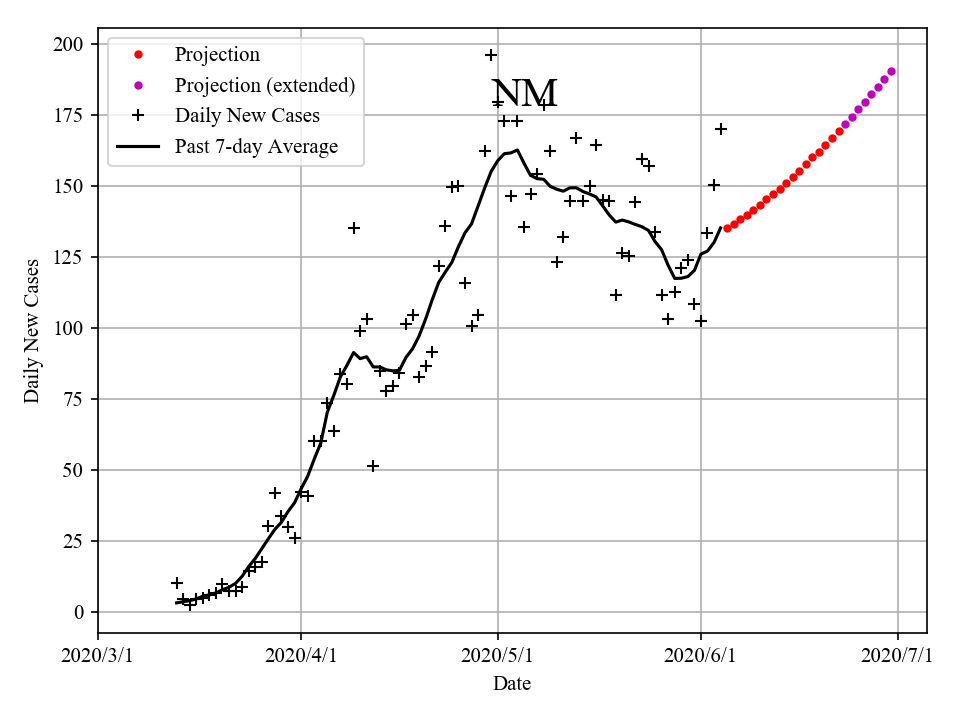 200
175
150
125
100
75
50
25
0
Daily New Cases
Projection
Projection (extended)
Daily New Cases
Past 7-day Average
NM
2020/3/1
2020/4/1
2020/5/1
2020/6/1
2020/7/1
Date